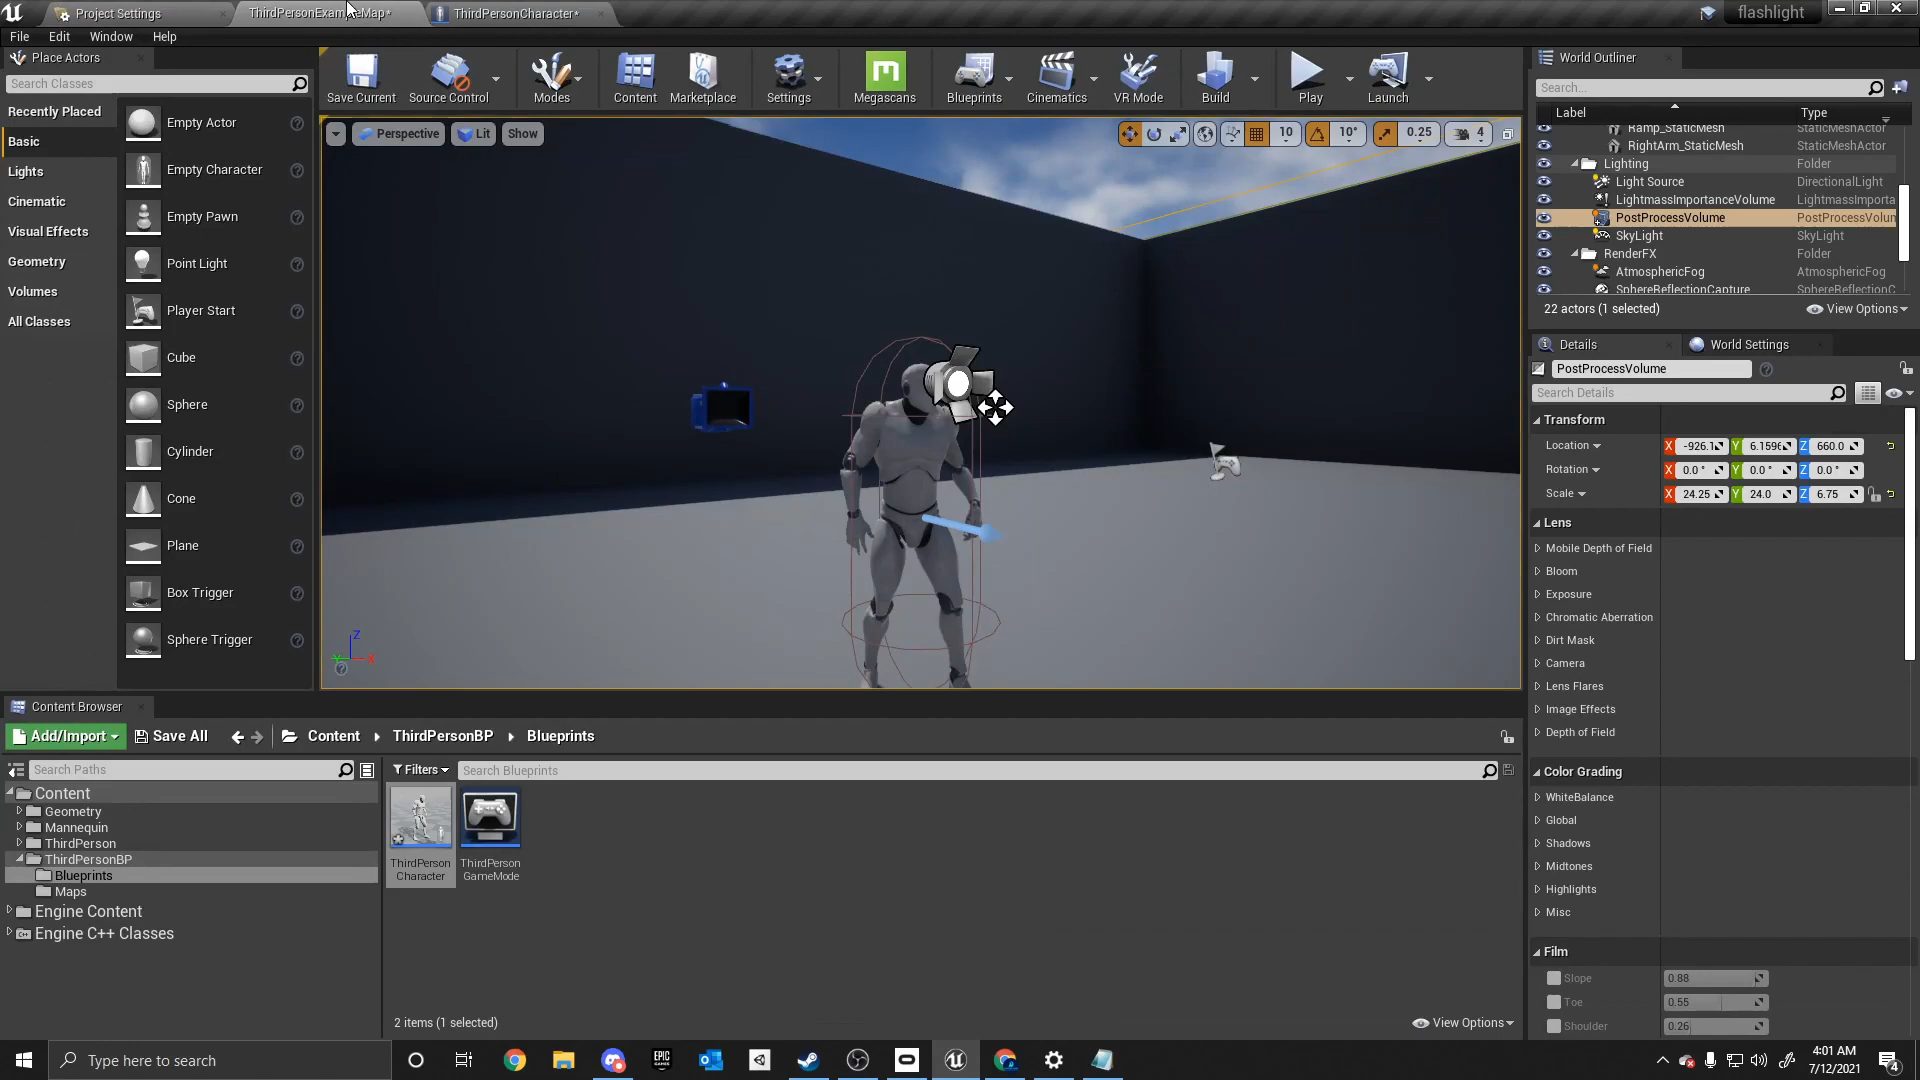 Project Settings
ThirdPersonExampleMap*
ThirdPersonCharacter*
flashlight
File
Edit
Window
Help
Place Actors
Search Classes
Recently Placed
Basic
Lights
Cinematic
Visual Effects
Geometry
Volumes
All Classes
Empty Actor
Empty Character
Empty Pawn
Point Light
Player Start
Cube
Sphere
Cylinder
Cone
Plane
Box Trigger
Sphere Trigger
Save Current
Source Control
Modes
Content
Marketplace
Settings
Megascans
Blueprints
Cinematics
VR Mode
Build
Play
Launch
Perspective
Lit
Show
10
10°
0.25
4
Z
X
World Outliner
Search...
Label
Type
Ramp_StaticMesh StaticMeshActor
RightArm_StaticMesh StaticMeshActor
Lighting Folder
Light Source DirectionalLight
LightmassImportanceVolume LightmassImporta
PostProcessVolume PostProcessVolum
SkyLight SkyLight
RenderFX Folder
AtmosphericFog AtmosphericFog
SphereReflectionCapture SphereReflectionC
22 actors (1 selected)
View Options
Details
World Settings
PostProcessVolume
Search Details
Transform
Location X -926.1 Y 6.1596 Z 660.0
Rotation X 0.0 ° Y 0.0 ° Z 0.0 °
Scale X 24.25 Y 24.0 Z 6.75
Lens
Mobile Depth of Field
Bloom
Exposure
Chromatic Aberration
Dirt Mask
Camera
Lens Flares
Image Effects
Depth of Field
Color Grading
WhiteBalance
Global
Shadows
Midtones
Highlights
Misc
Film
Slope 0.88
Toe 0.55
Shoulder 0.26
Content Browser
Add/Import
Save All
Content
ThirdPersonBP
Blueprints
Search Paths
Filters
Search Blueprints
Content
Geometry
Mannequin
ThirdPerson
ThirdPersonBP
Blueprints
Maps
Engine Content
Engine C++ Classes
ThirdPerson
Character
ThirdPerson
GameMode
2 items (1 selected)
View Options
Type here to search
EPIC
GAMES
4:01 AM
7/12/2021
4